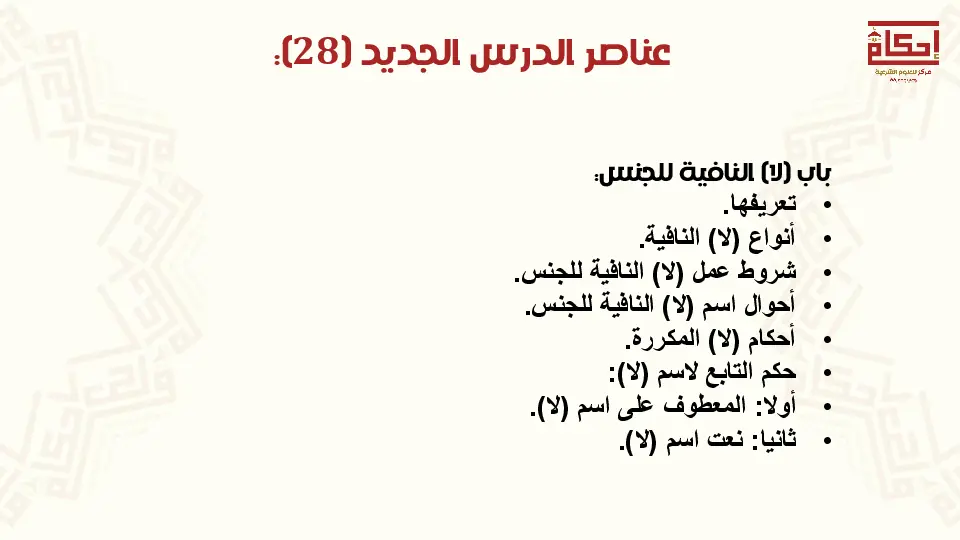 عناصر الدرس الجديد (28):
إحكام
مركز للعلوم الشرعية
باب (لا) النافية للجنس:
• تعريفها.
• أنواع (لا) النافية.
• شروط عمل (لا) النافية للجنس.
• أحوال اسم (لا) النافية للجنس.
• أحكام (لا) المكررة.
• حكم التابع لاسم (لا):
• أولا: المعطوف على اسم (لا).
• ثانيا: نعت اسم (لا).